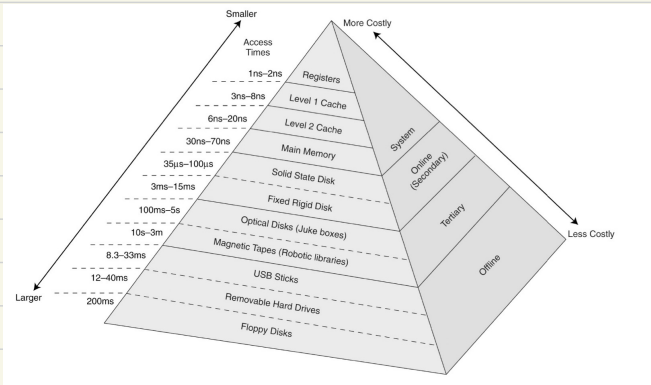 Smaller
More Costly
Access
Times
1ns–2ns
Registers
3ns–8ns
Level 1 Cache
6ns–20ns
Level 2 Cache
System
30ns–70ns
Main Memory
Online
(Secondary)
35µs–100µs
Solid State Disk
3ms–15ms
Fixed Rigid Disk
Tertiary
100ms–5s
Optical Disks (Juke boxes)
10s–3m
Magnetic Tapes (Robotic libraries)
Less Costly
8.3–33ms
USB Sticks
Offline
12–40ms
Removable Hard Drives
Larger
200ms
Floppy Disks